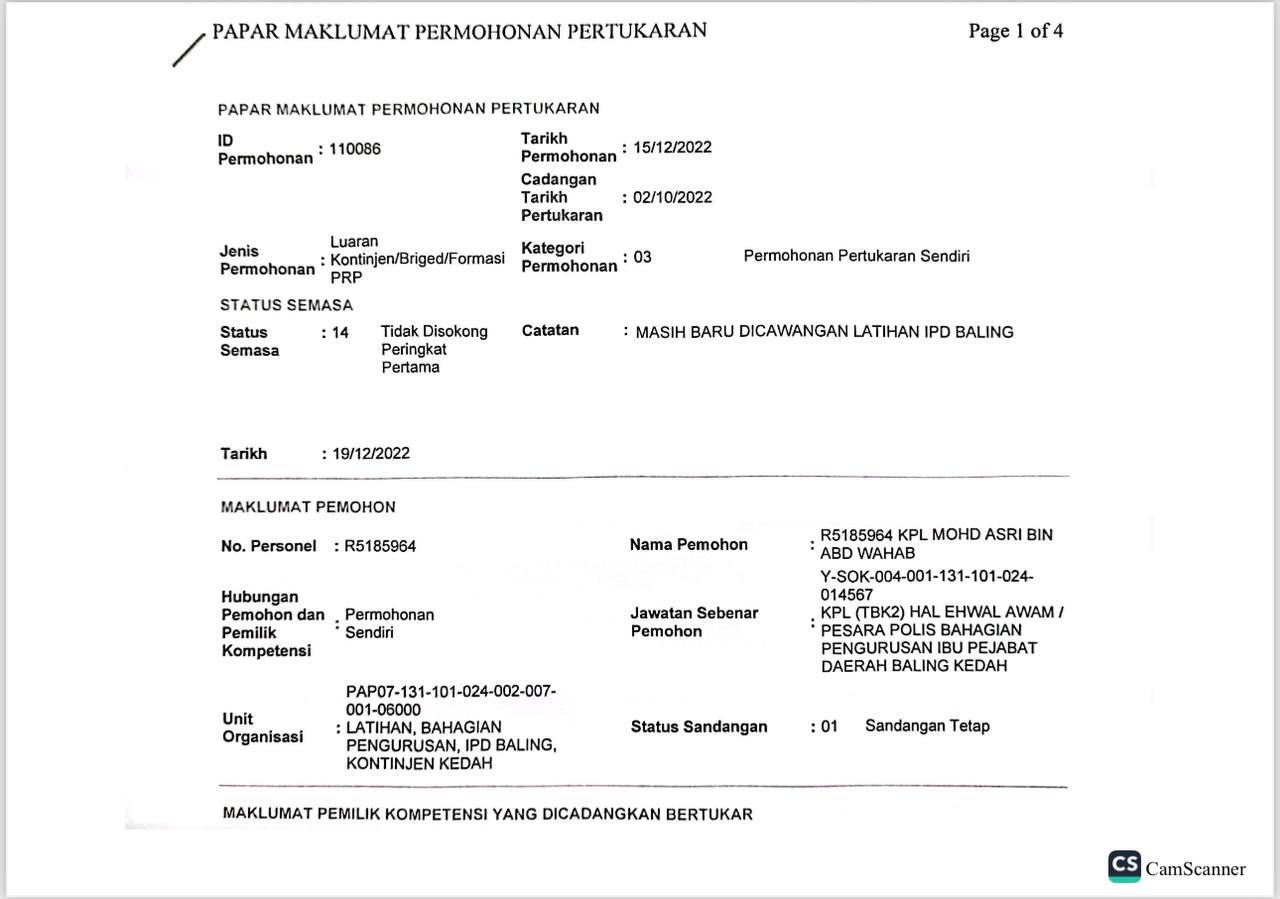 PAPAR MAKLUMAT PERMOHONAN PERTUKARAN Page 1 of 4
PAPAR MAKLUMAT PERMOHONAN PERTUKARAN
ID Permohonan : 110086
Tarikh Permohonan : 15/12/2022
Cadangan Tarikh Pertukaran : 02/10/2022
Jenis Permohonan : Luaran Kontinjen/Briged/Formasi PRP
Kategori Permohonan : 03 Permohonan Pertukaran Sendiri
STATUS SEMASA
Status Semasa : 14 Tidak Disokong Peringkat Pertama
Catatan : MASIH BARU DICAWANGAN LATIHAN IPD BALING
Tarikh : 19/12/2022
MAKLUMAT PEMOHON
No. Personel : R5185964
Nama Pemohon : R5185964 KPL MOHD ASRI BIN ABD WAHAB
Hubungan Pemohon dan Pemilik Kompetensi : Permohonan Sendiri
Jawatan Sebenar Pemohon : Y-SOK-004-001-131-101-024-014567 KPL (TBK2) HAL EHWAL AWAM / PESARA POLIS BAHAGIAN PENGURUSAN IBU PEJABAT DAERAH BALING KEDAH
Unit Organisasi : PAP07-131-101-024-002-007-001-06000 LATIHAN, BAHAGIAN PENGURUSAN, IPD BALING, KONTINJEN KEDAH
Status Sandangan : 01 Sandangan Tetap
MAKLUMAT PEMILIK KOMPETENSI YANG DICADANGKAN BERTUKAR
CS CamScanner